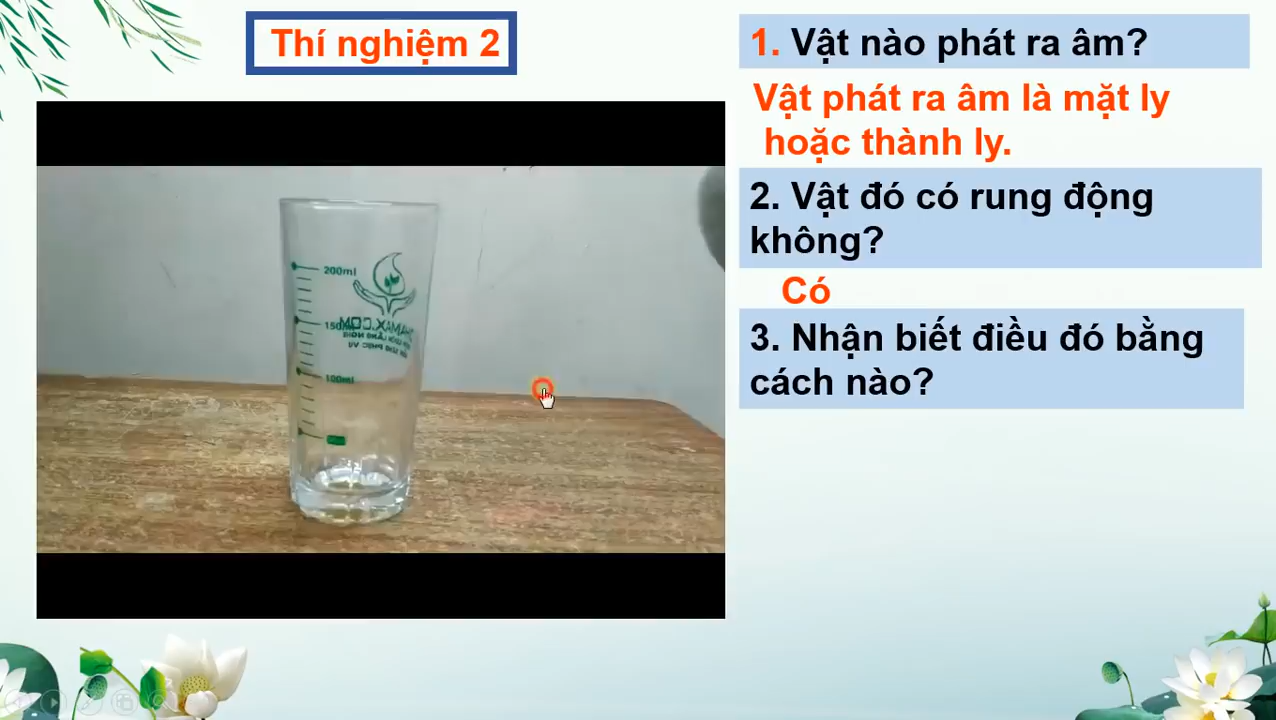 Thí nghiệm 2
1. Vật nào phát ra âm?
Vật phát ra âm là mặt ly
hoặc thành ly.
2. Vật đó có rung động
không?
Có
3. Nhận biết điều đó bằng
cách nào?
200ml
100ml